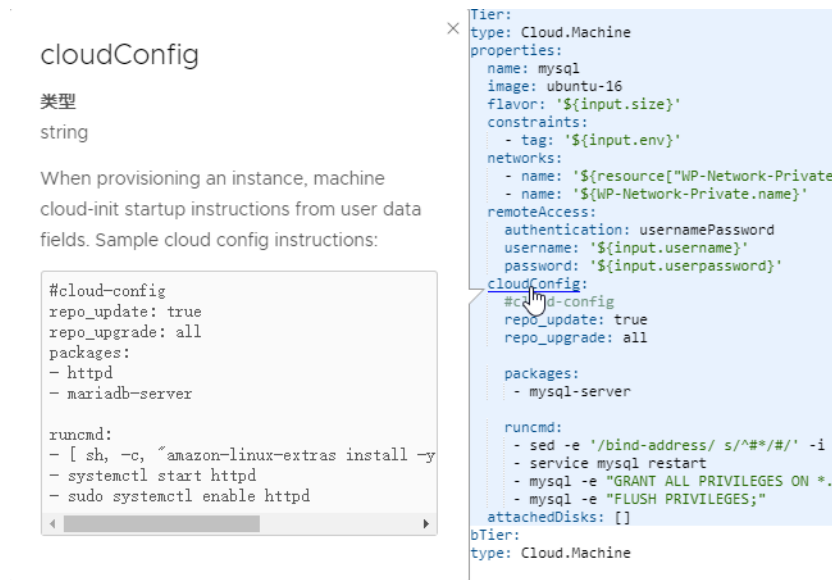 cloudConfig
类型
string
When provisioning an instance, machine
cloud-init startup instructions from user data
fields. Sample cloud config instructions:
#cloud-config
repo_update: true
repo_upgrade: all
packages:
- httpd
- mariadb-server
runcmd:
- [ sh, -c, "amazon-linux-extras install -y
- systemctl start httpd
- sudo systemctl enable httpd
Tier:
type: Cloud.Machine
properties:
name: mysql
image: ubuntu-16
flavor: '${input.size}'
constraints:
- tag: '${input.env}'
networks:
- name: '${resource["WP-Network-Private
- name: '${WP-Network-Private.name}'
remoteAccess:
authentication: usernamePassword
username: '${input.username}'
password: '${input.userpassword}'
cloudConfig:
#cloud-config
repo_update: true
repo_upgrade: all
packages:
- mysql-server
runcmd:
- sed -e '/bind-address/ s/^#*/#/' -i
- service mysql restart
- mysql -e "GRANT ALL PRIVILEGES ON *.
- mysql -e "FLUSH PRIVILEGES;"
attachedDisks: []
bTier:
type: Cloud.Machine